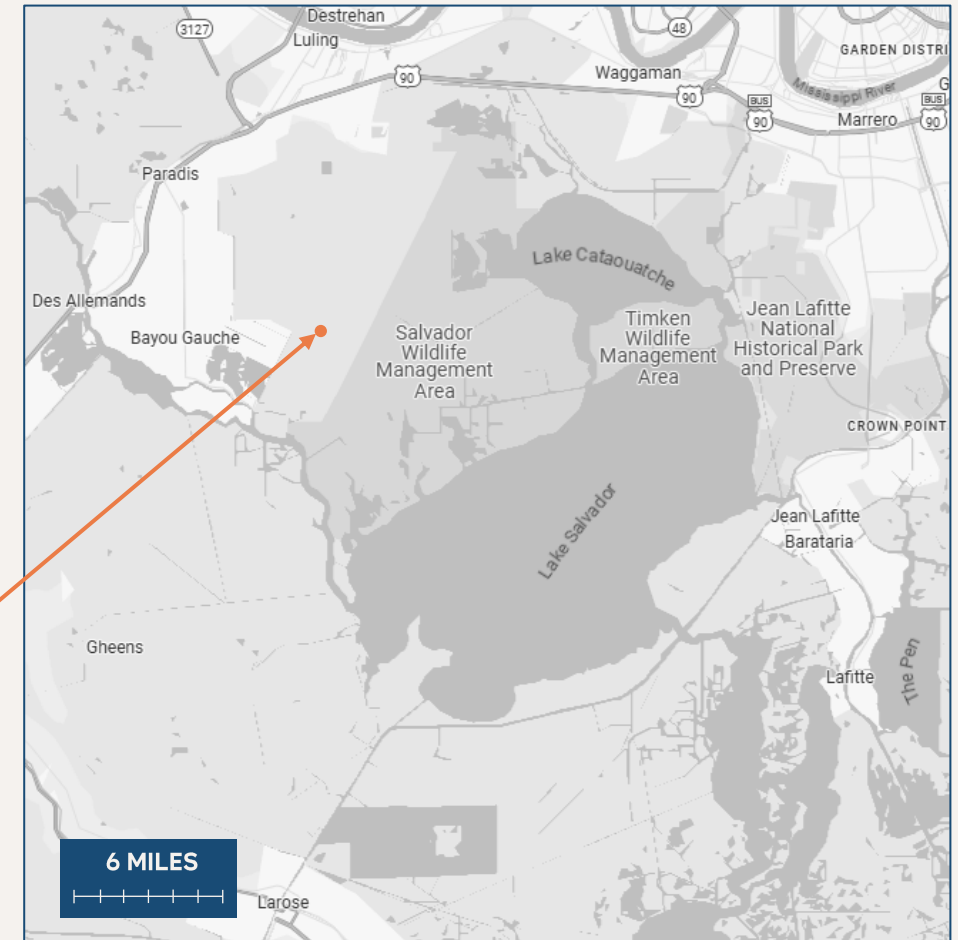 Destrehan
3127
Luling
48
GARDEN DISTRI
90
Waggaman
90
Mississippi River
BUS
90
Marrero
G
BUS
90
Paradis
Lake Cataouatche
Des Allemands
Bayou Gauche
Salvador
Wildlife
Management
Area
Timken
Wildlife
Management
Area
Jean Lafitte
National
Historical Park
and Preserve
CROWN POINT
Lake Salvador
Jean Lafitte
Barataria
Gheens
Lafitte
The Pen
6 MILES
Larose